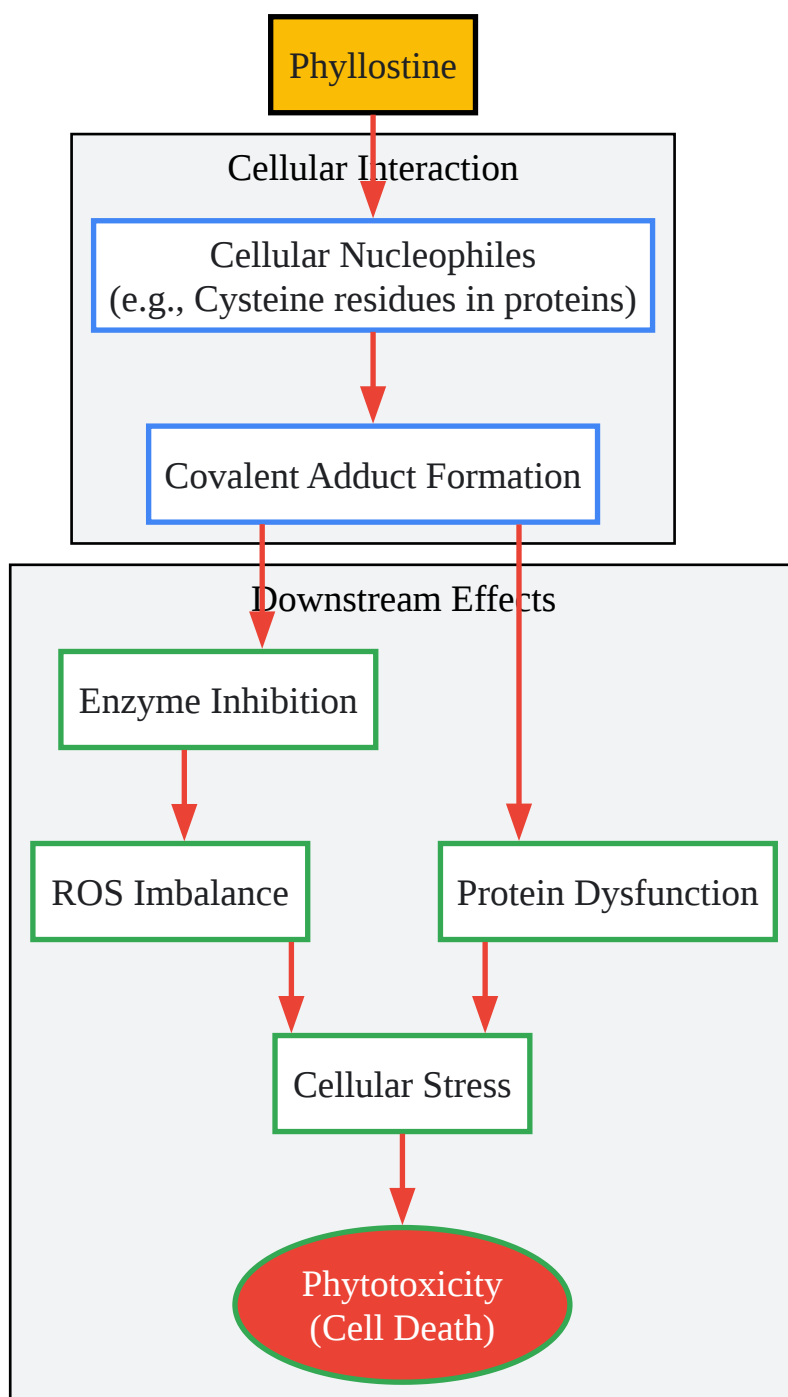 Phyllostine
Cellular Interaction
Cellular Nucleophiles
(e.g., Cysteine residues in proteins)
Covalent Adduct Formation
Downstream Effects
Enzyme Inhibition
ROS Imbalance
Protein Dysfunction
Cellular Stress
Phytotoxicity
(Cell Death)